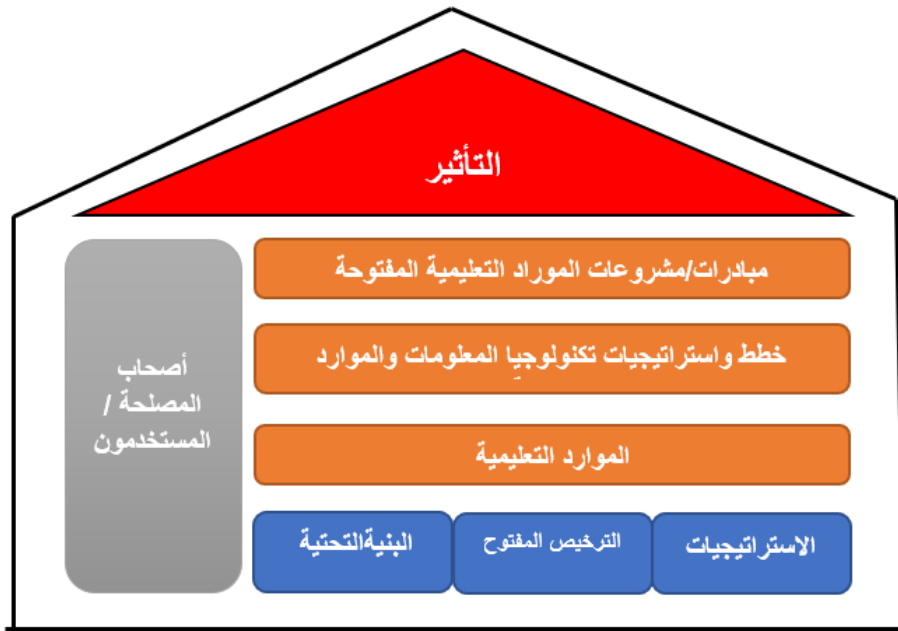 التأثير
مبادرات/مشروعات الموراد التعليمية المفتوحة
خطط واستراتيجيات تكنولوجيا المعلومات والموارد
الموارد التعليمية
الاستراتيجيات
الترخيص المفتوح
البنيةالتحتية
أصحاب
المصلحة /
المستخدمون